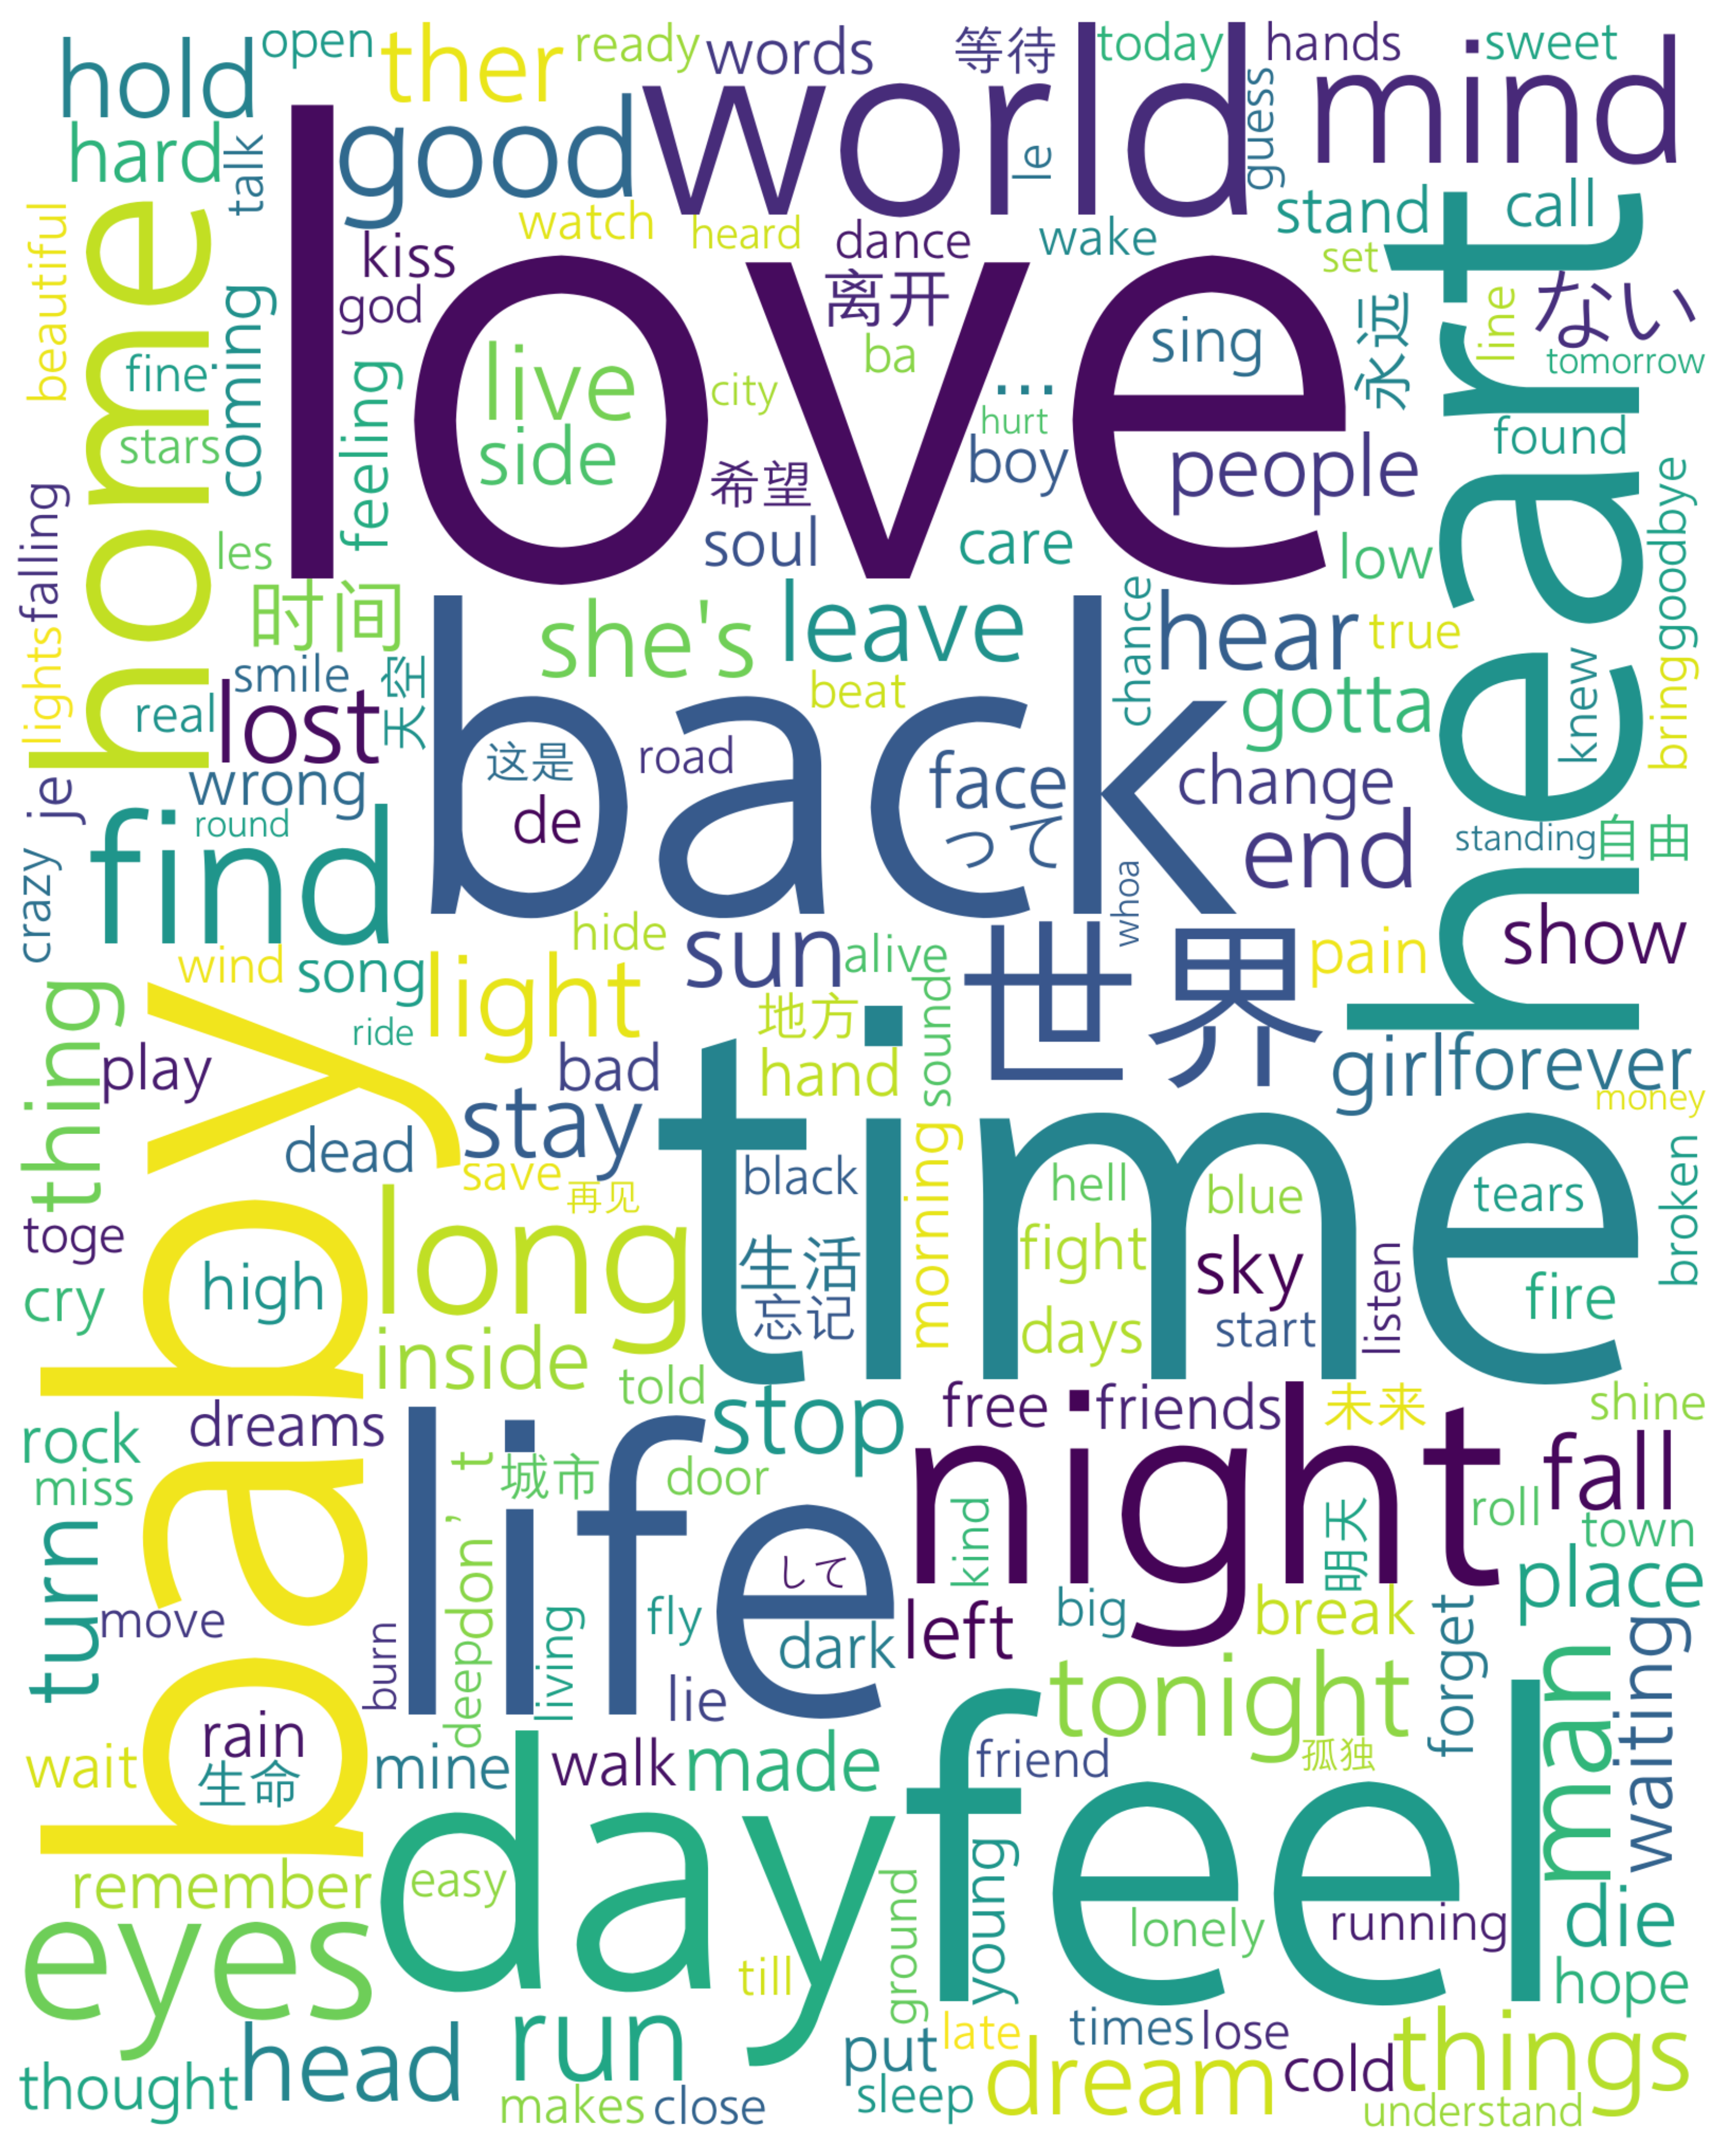 hold
open
ther
ready
words
等待
today
hands
sweet
hard
talk
good
world
le
guess
mind
beautiful
home
love
watch
heard
dance
wake
stand
call
kiss
god
离开
set
heart
ない
fine
coming
feeling
live
side
city
ba
...
sing
永远
line
tomorrow
stars
hurt
boy
people
found
希望
falling
les
soul
care
low
goodbye
时间
she's
leave
chance
hear
true
lights
smile
天空
beat
gotta
knew
bring
real
lost
back
这是
road
face
change
je
wrong
de
って
end
standing
自由
round
find
crazy
whoa
show
hide
sun
alive
世界
pain
wind
song
light
地方
sound
thing
ride
baby
play
bad
hand
time
girl
forever
money
stay
dead
save
再见
black
morning
hell
blue
tears
broken
toge
long
high
生活
fight
sky
cry
忘记
days
start
listen
fire
inside
told
stop
free
friends
未来
shine
rock
dreams
life
night
miss
t
城市
door
kind
明天
roll
fall
town
turn
deep
don’
して
place
move
burn
living
fly
dark
left
big
break
forget
waiting
lie
tonight
man
rain
wait
生命
mine
walk
made
friend
孤独
day
feel
remember
easy
ground
young
lonely
running
die
eyes
till
hope
run
head
put
late
times
lose
things
thought
makes
close
sleep
dream
cold
understand